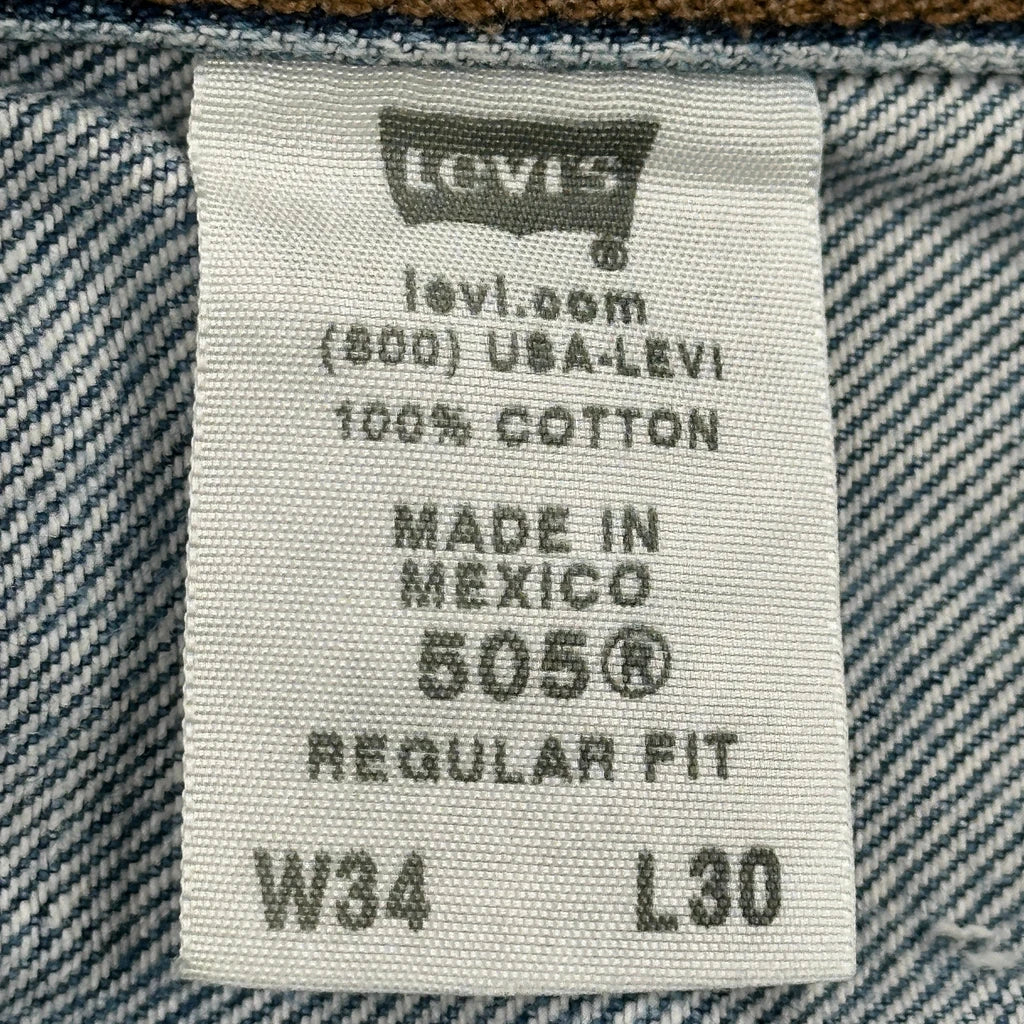 LEVI'S
®
levi.com
(800) USA-LEVI
100% COTTON
MADE IN
MEXICO
505®
REGULAR FIT
W34 L30